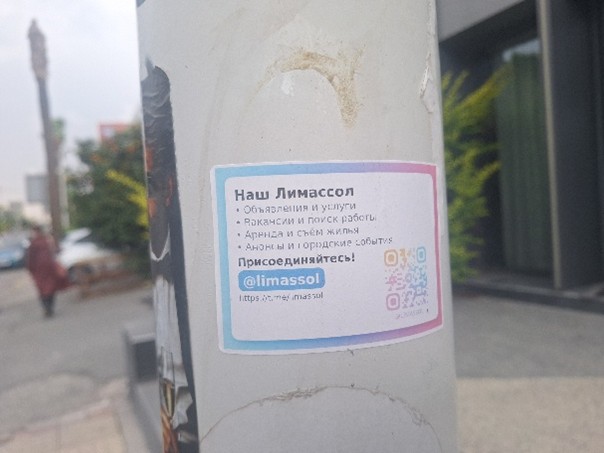 Наш Лимассол
• Объявления и услуги
• Вакансии и поиск работы
• Аренда и съём жилья
• Анонсы и городские события
Присоединяйтесь!
@limassol
https://t.me/limassol